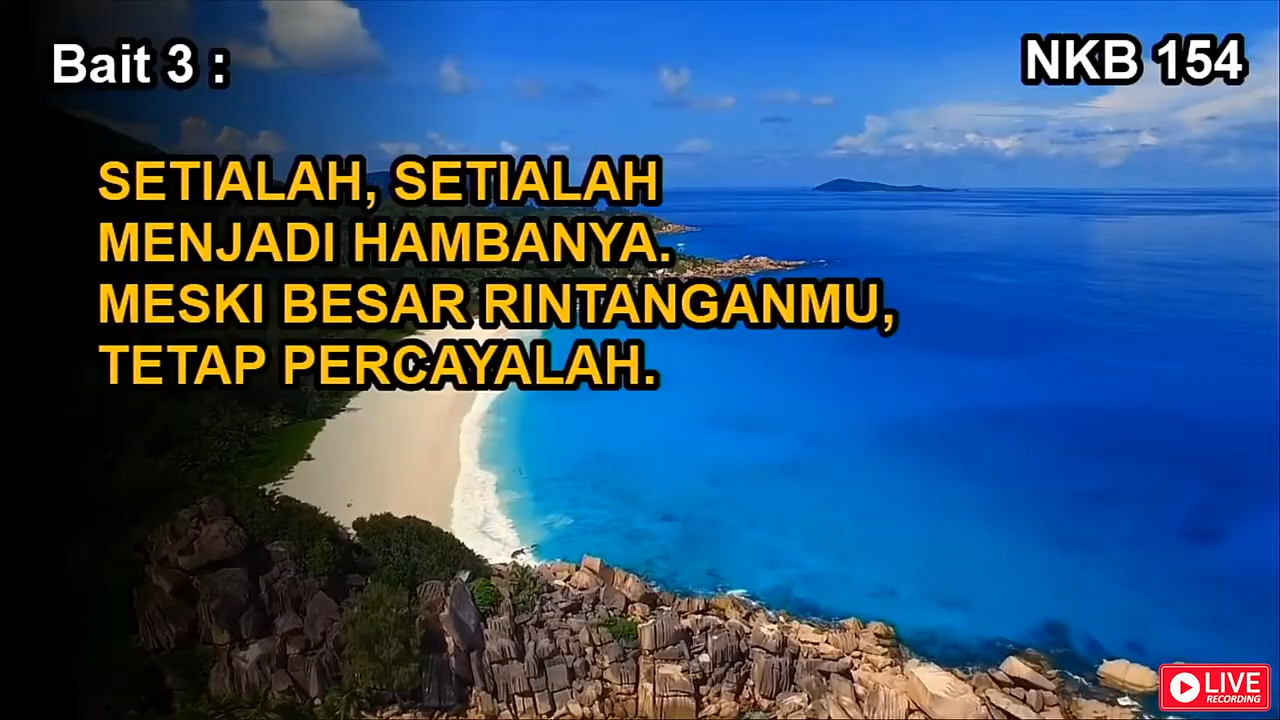 Bait 3 :
NKB 154
SETIALAH, SETIALAH
MENJADI HAMBANYA.
MESKI BESAR RINTANGANMU,
TETAP PERCAYALAH.
LIVE
RECORDING